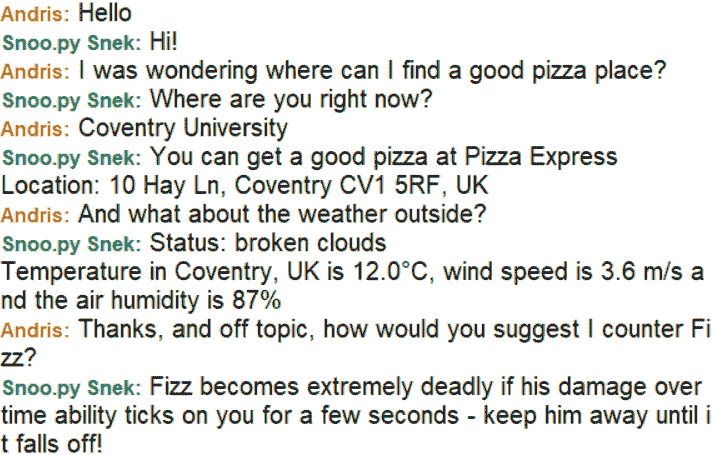 Andris: Hello
Snoo.py Snek: Hi!
Andris: I was wondering where can I find a good pizza place?
Snoo.py Snek: Where are you right now?
Andris: Coventry University
Snoo.py Snek: You can get a good pizza at Pizza Express
Location: 10 Hay Ln, Coventry CV1 5RF, UK
Andris: And what about the weather outside?
Snoo.py Snek: Status: broken clouds
Temperature in Coventry, UK is 12.0°C, wind speed is 3.6 m/s a
nd the air humidity is 87%
Andris: Thanks, and off topic, how would you suggest I counter Fi
zz?
Snoo.py Snek: Fizz becomes extremely deadly if his damage over
time ability ticks on you for a few seconds - keep him away until i
t falls off!